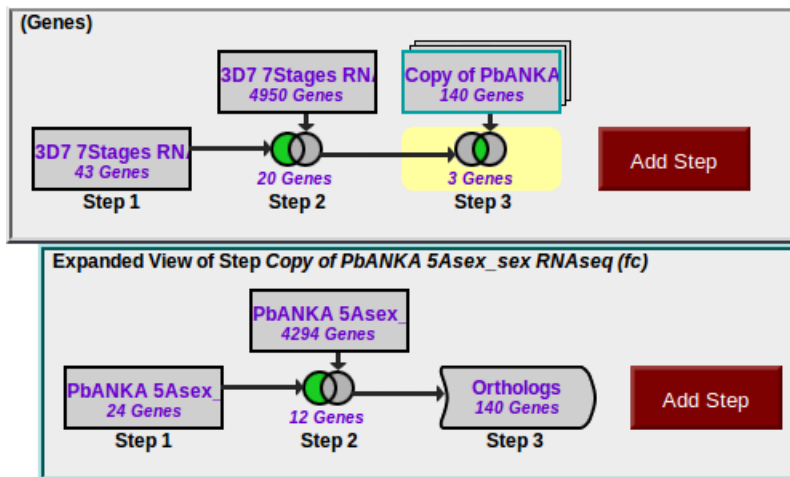 (Genes)
3D7 7Stages RNA
4950 Genes
Copy of PbANKA
140 Genes
3D7 7Stages RNA
43 Genes
20 Genes
3 Genes
Add Step
Step 1
Step 2
Step 3
Expanded View of Step Copy of PbANKA 5Asex_sex RNAseq (fc)
PbANKA 5Asex_
4294 Genes
PbANKA 5Asex_
24 Genes
12 Genes
Orthologs
140 Genes
Add Step
Step 1
Step 2
Step 3